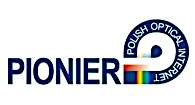 PIONIER
POLISH OPTICAL INTERNET